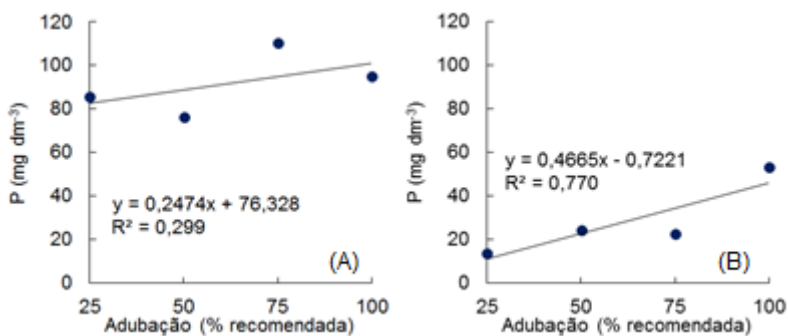 120
100
80
60
40
20
0
P (mg dm⁻³)
y = 0,2474x + 76,328
R² = 0,299
(A)
25 50 75 100
Adubação (% recomendada)
120
100
80
60
40
20
0
P (mg dm⁻³)
y = 0,4665x - 0,7221
R² = 0,770
(B)
25 50 75 100
Adubação (% recomendada)